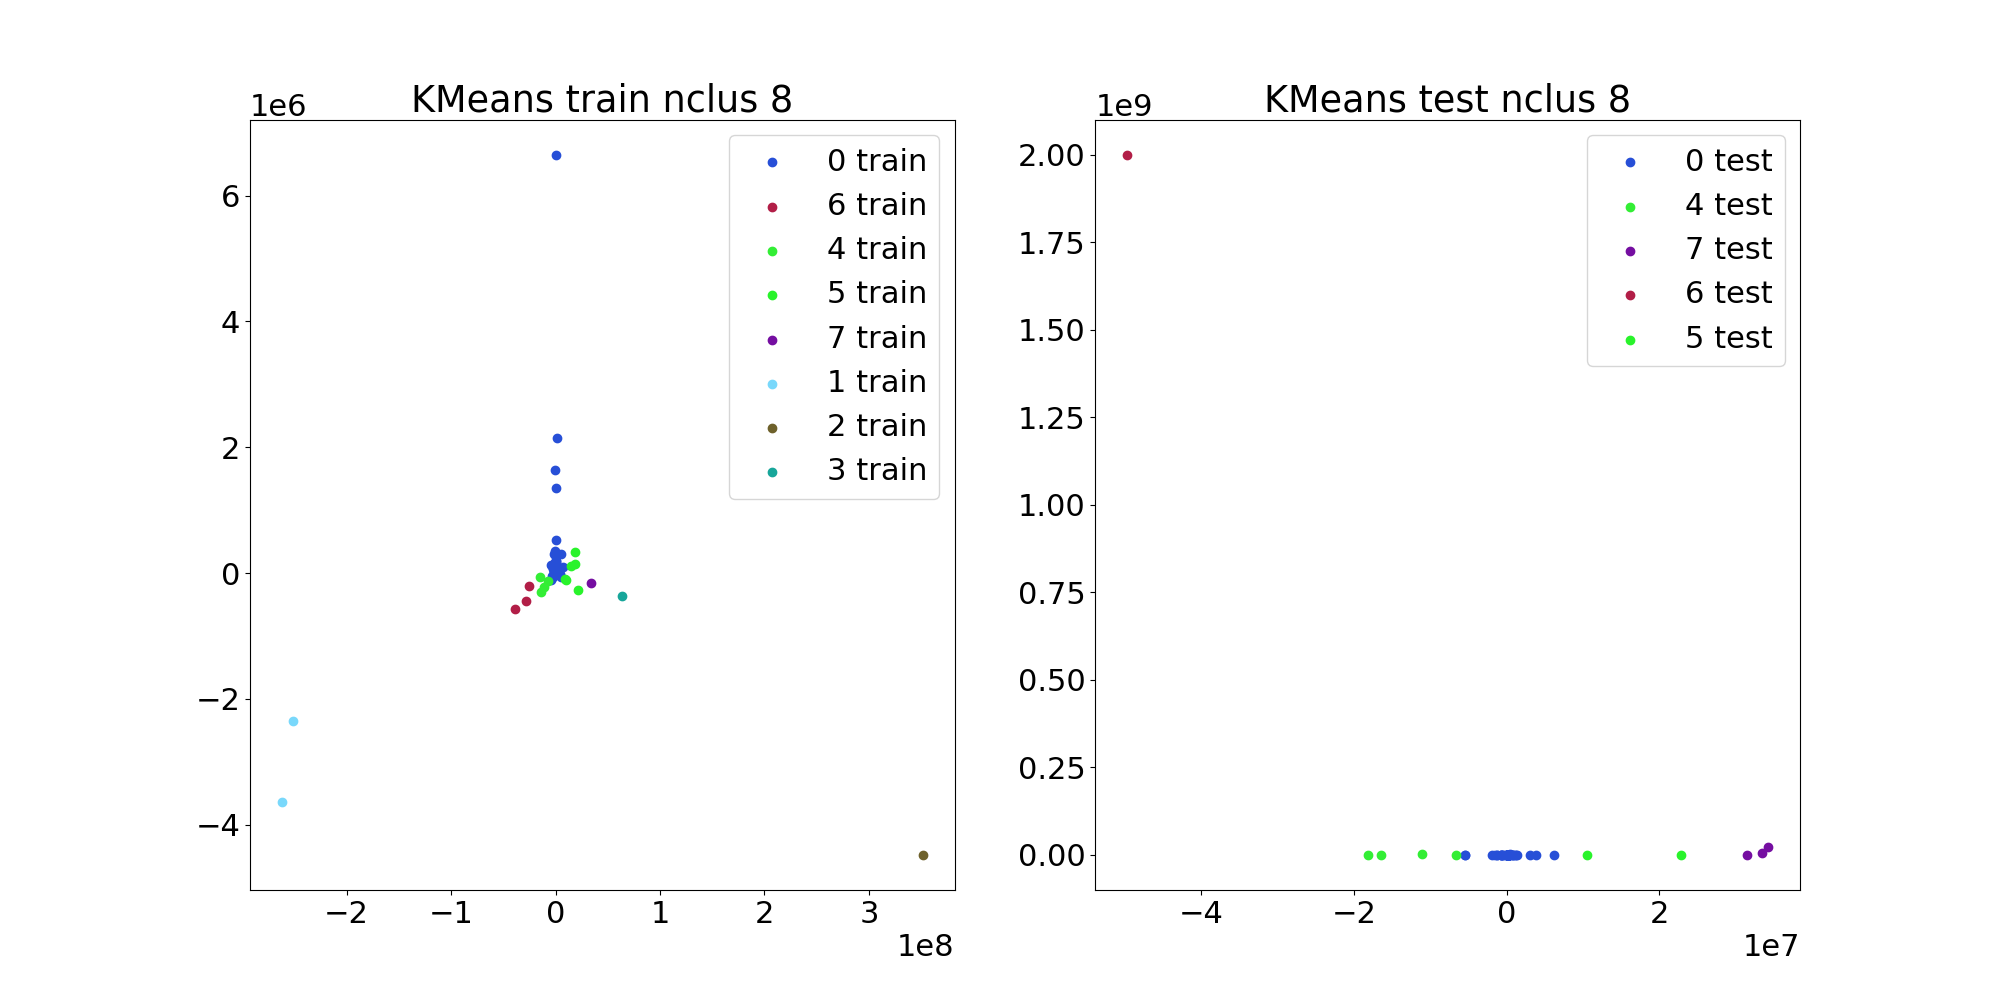 KMeans train nclus 8
1e6
6
4
2
0
−2
−4
−2
−1
0
1
2
3
1e8
0 train
6 train
4 train
5 train
7 train
1 train
2 train
3 train
KMeans test nclus 8
1e9
2.00
1.75
1.50
1.25
1.00
0.75
0.50
0.25
0.00
−4
−2
0
2
1e7
0 test
4 test
7 test
6 test
5 test